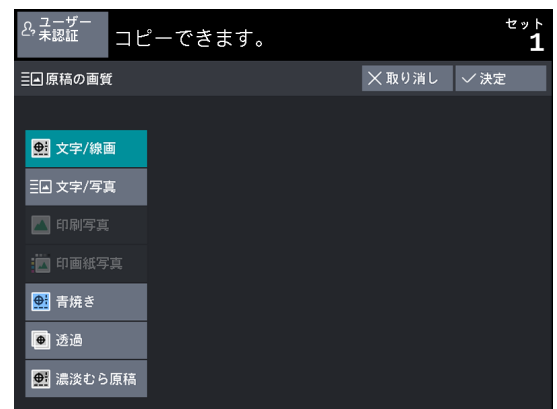 ユーザー
未認証
コピーできます。
セット
1
原稿の画質
取り消し
決定
文字/線画
文字/写真
印刷写真
印画紙写真
青焼き
透過
濃淡むら原稿